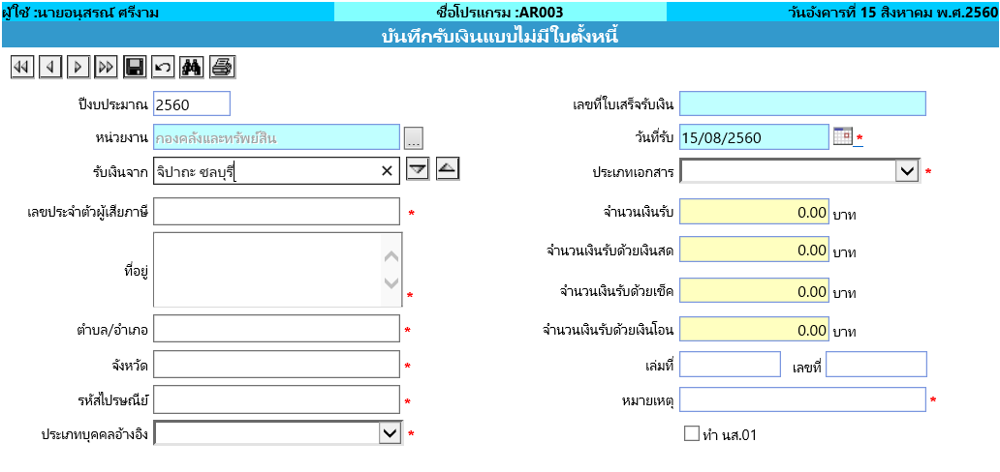 ผู้ใช้ :นายอนุสรณ์ ศรีงาม ชื่อโปรแกรม :AR003 วันอังคารที่ 15 สิงหาคม พ.ศ.2560
บันทึกรับเงินแบบไม่มีใบตั้งหนี้
ปีงบประมาณ 2560 เลขที่ใบเสร็จรับเงิน
หน่วยงาน กองคลังและทรัพย์สิน ... วันที่รับ 15/08/2560 *
รับเงินจาก จิปาถะ ชลบุรี ประเภทเอกสาร *
เลขประจำตัวผู้เสียภาษี * จำนวนเงินรับ 0.00 บาท
ที่อยู่ * จำนวนเงินรับด้วยเงินสด 0.00 บาท
จำนวนเงินรับด้วยเช็ค 0.00 บาท
ตำบล/อำเภอ * จำนวนเงินรับด้วยเงินโอน 0.00 บาท
จังหวัด * เล่มที่ เลขที่
รหัสไปรษณีย์ * หมายเหตุ *
ประเภทบุคคลอ้างอิง * ทำ นส.01